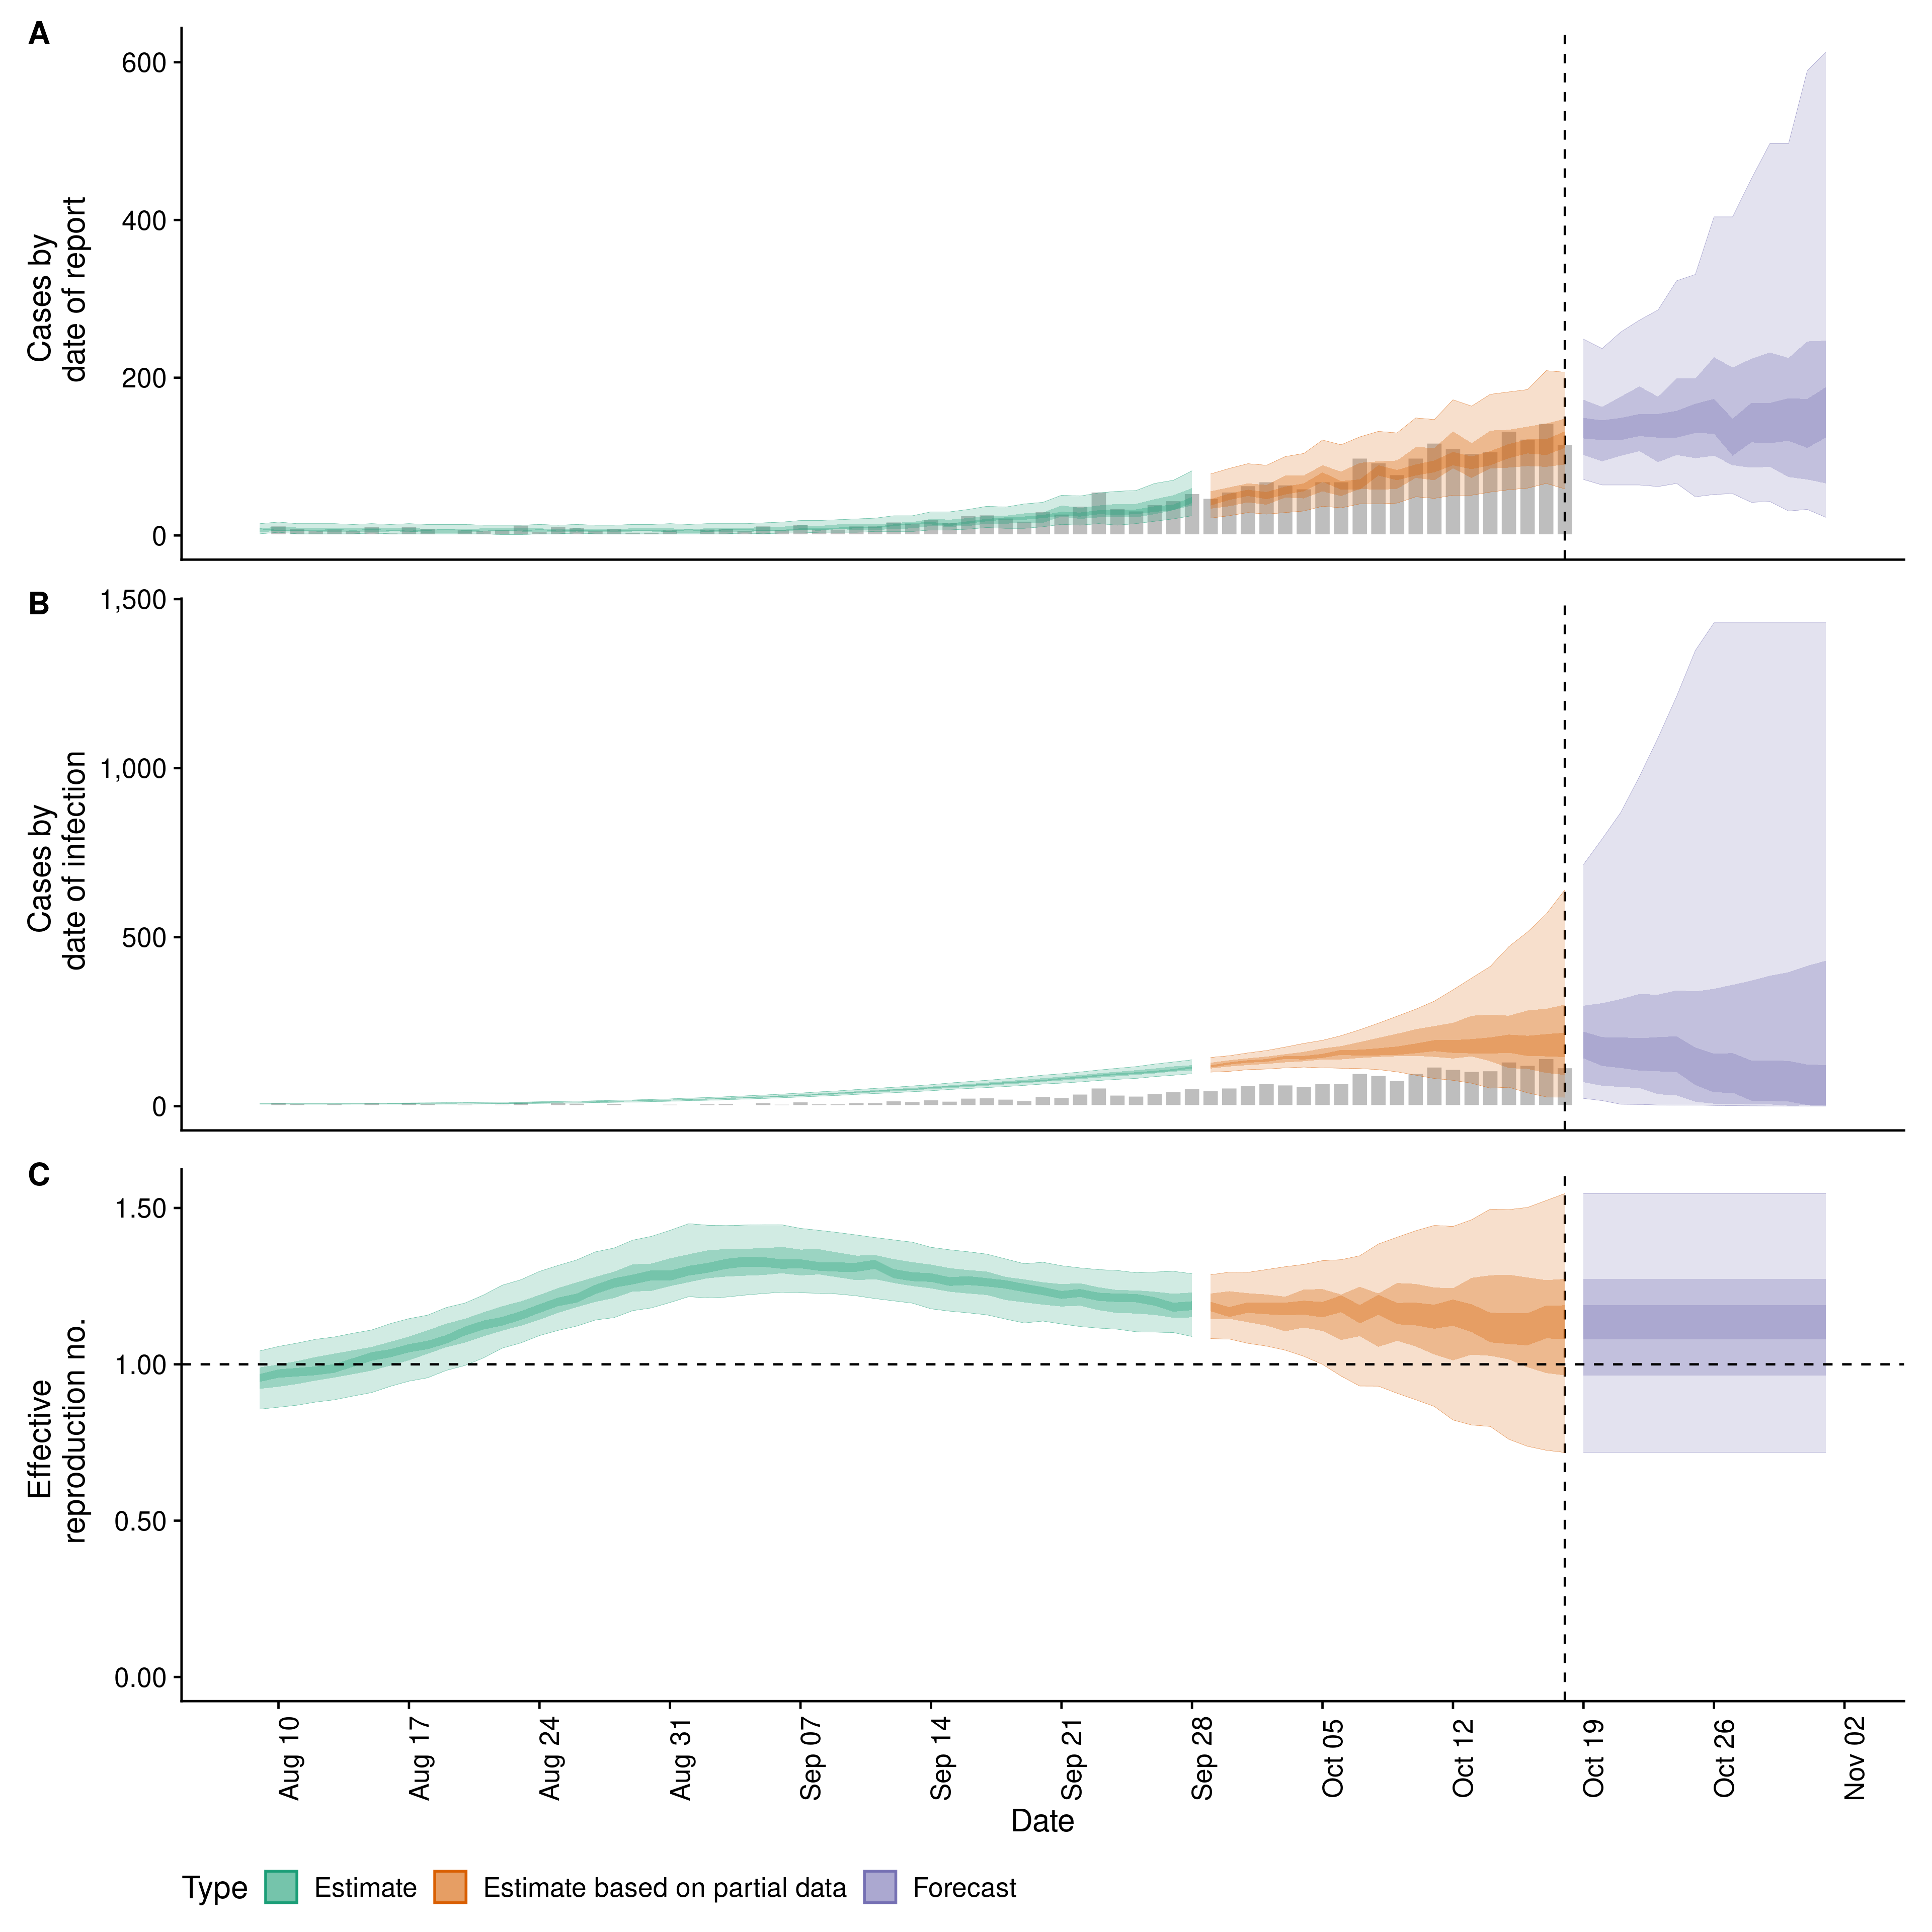 A
600
400
200
0
Cases by
date of report
B
1,500
1,000
500
0
Cases by
date of infection
C
1.50
1.00
0.50
0.00
Effective
reproduction no.
Aug 10
Aug 17
Aug 24
Aug 31
Sep 07
Sep 14
Sep 21
Sep 28
Oct 05
Oct 12
Oct 19
Oct 26
Nov 02
Date
Type Estimate Estimate based on partial data Forecast